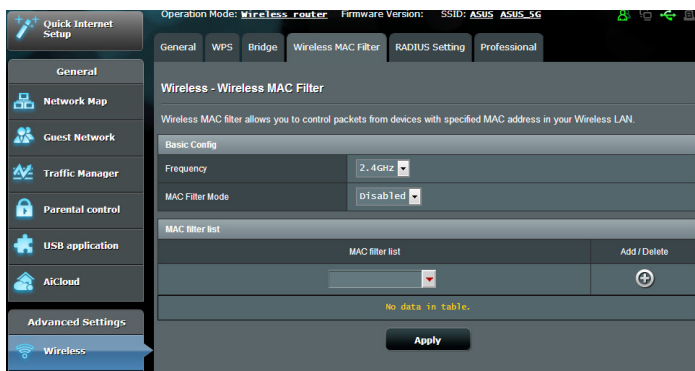 Quick Internet
Setup
Operation Mode: Wireless router Firmware Version: SSID: ASUS ASUS_5G
General WPS Bridge Wireless MAC Filter RADIUS Setting Professional
General
Network Map
Guest Network
Traffic Manager
Parental control
USB application
AiCloud
Advanced Settings
Wireless
Wireless - Wireless MAC Filter
Wireless MAC filter allows you to control packets from devices with specified MAC address in your Wireless LAN.
Basic Config
Frequency 2.4GHz
MAC Filter Mode Disabled
MAC filter list
MAC filter list Add / Delete
No data in table.
Apply